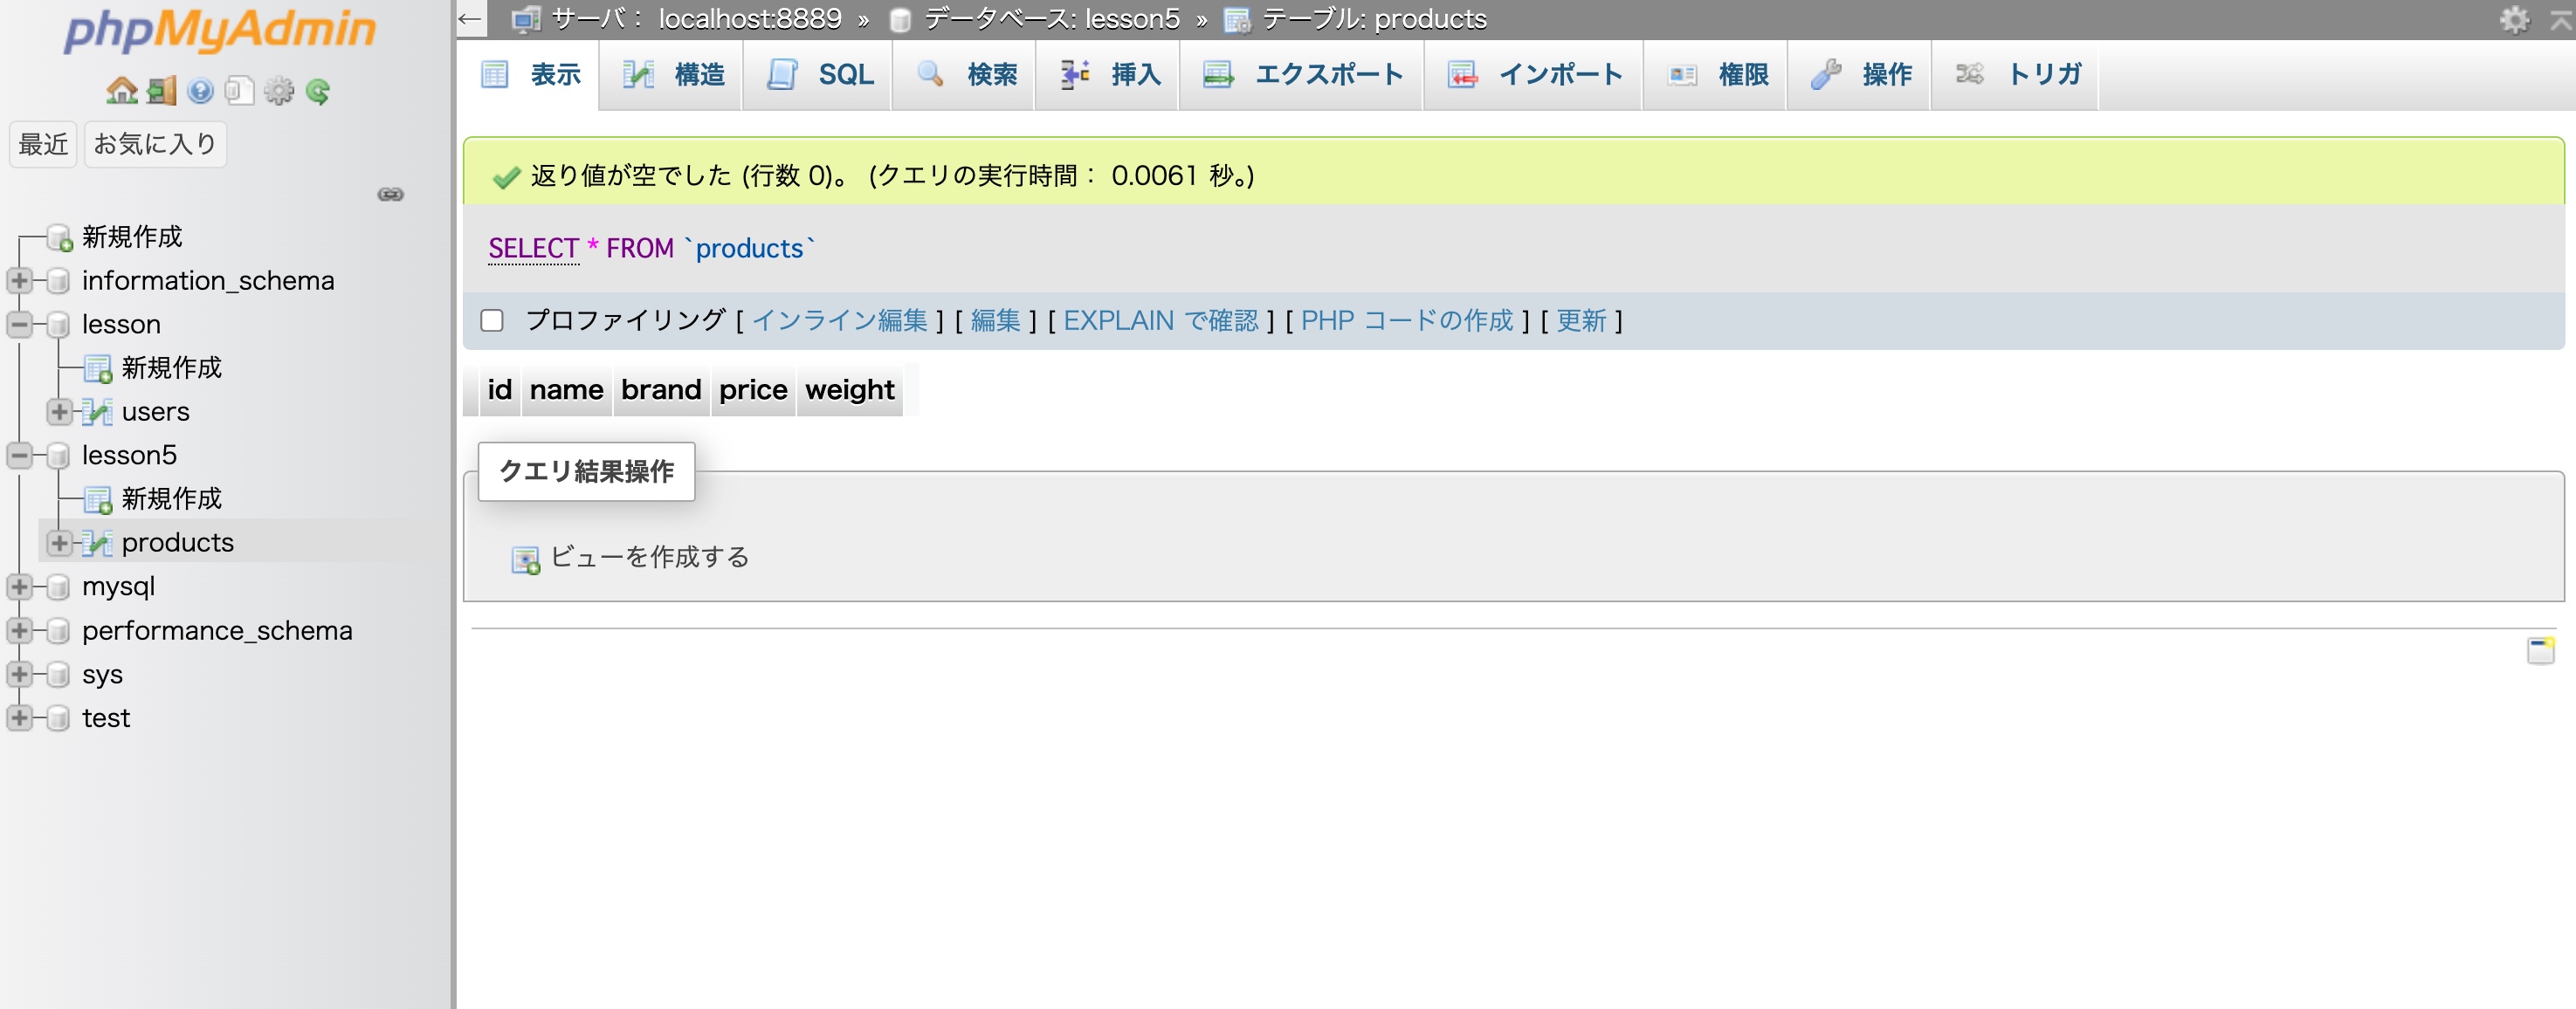 phpMyAdmin
最近 お気に入り
新規作成
information_schema
lesson
新規作成
users
lesson5
新規作成
products
mysql
performance_schema
sys
test
← サーバ： localhost:8889 » データベース: lesson5 » テーブル: products
表示 構造 SQL 検索 挿入 エクスポート インポート 権限 操作 トリガ
返り値が空でした (行数 0)。 (クエリの実行時間： 0.0061 秒。)
SELECT * FROM `products`
プロファイリング [ インライン編集 ] [ 編集 ] [ EXPLAIN で確認 ] [ PHP コードの作成 ] [ 更新 ]
id name brand price weight
クエリ結果操作
ビューを作成する